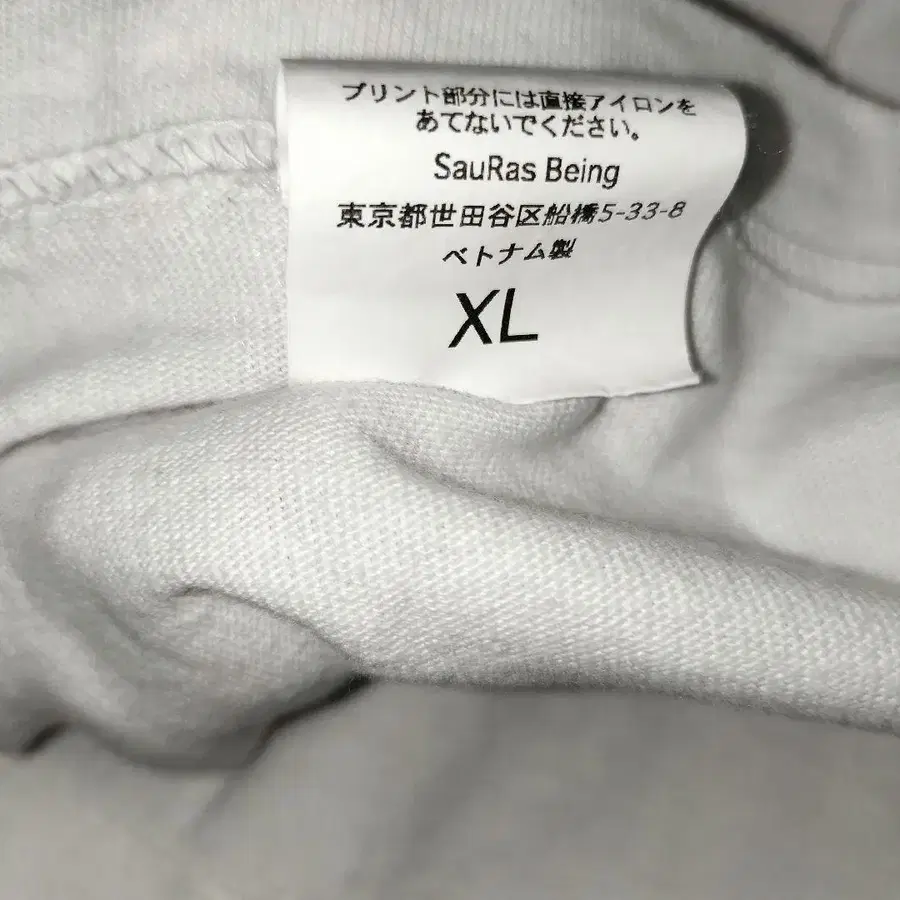 プリント部分には直接アイロンを
あてないでください。
SauRas Being
東京都世田谷区船橋5-33-8
ベトナム製
XL